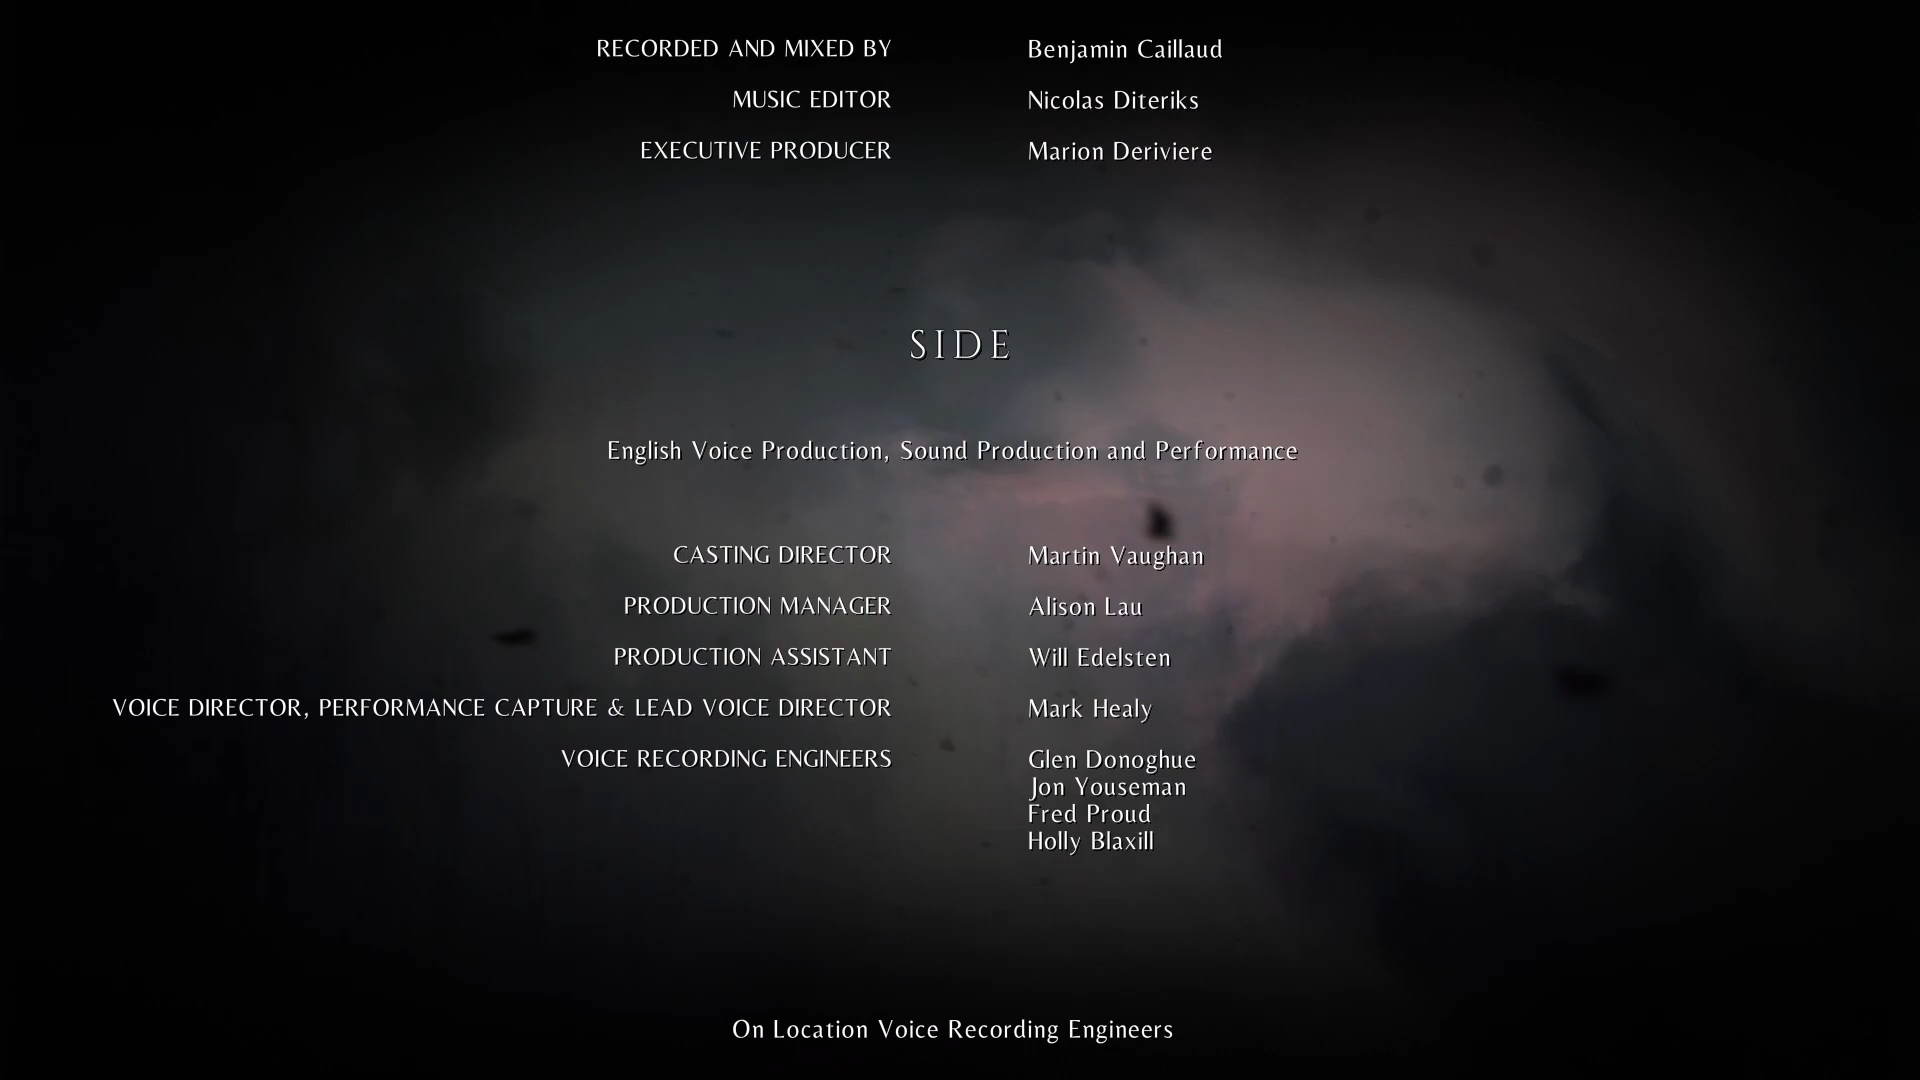 RECORDED AND MIXED BY Benjamin Caillaud
MUSIC EDITOR Nicolas Diteriks
EXECUTIVE PRODUCER Marion Deriviere
SIDE
English Voice Production, Sound Production and Performance
CASTING DIRECTOR Martin Vaughan
PRODUCTION MANAGER Alison Lau
PRODUCTION ASSISTANT Will Edelsten
VOICE DIRECTOR, PERFORMANCE CAPTURE & LEAD VOICE DIRECTOR Mark Healy
VOICE RECORDING ENGINEERS Glen Donoghue
Jon Youseman
Fred Proud
Holly Blaxill
On Location Voice Recording Engineers